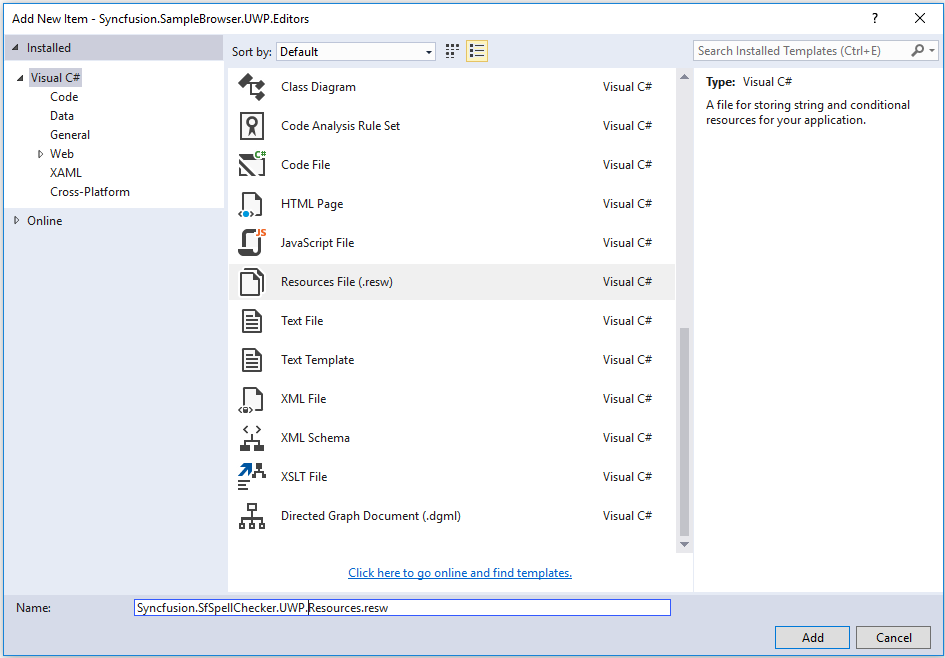 Add New Item - Syncfusion.SampleBrowser.UWP.Editors ?
Installed
Sort by: Default
Search Installed Templates (Ctrl+E)
Visual C#
Code
Data
General
Web
XAML
Cross-Platform
Online
Class Diagram Visual C#
Code Analysis Rule Set Visual C#
C# Code File Visual C#
HTML Page Visual C#
JS JavaScript File Visual C#
Resources File (.resw) Visual C#
Text File Visual C#
Text Template Visual C#
XML File Visual C#
XML Schema Visual C#
XSLT File Visual C#
Directed Graph Document (.dgml) Visual C#
Click here to go online and find templates.
Type: Visual C#
A file for storing string and conditional
resources for your application.
Name: Syncfusion.SfSpellChecker.UWP.Resources.resw
Add Cancel